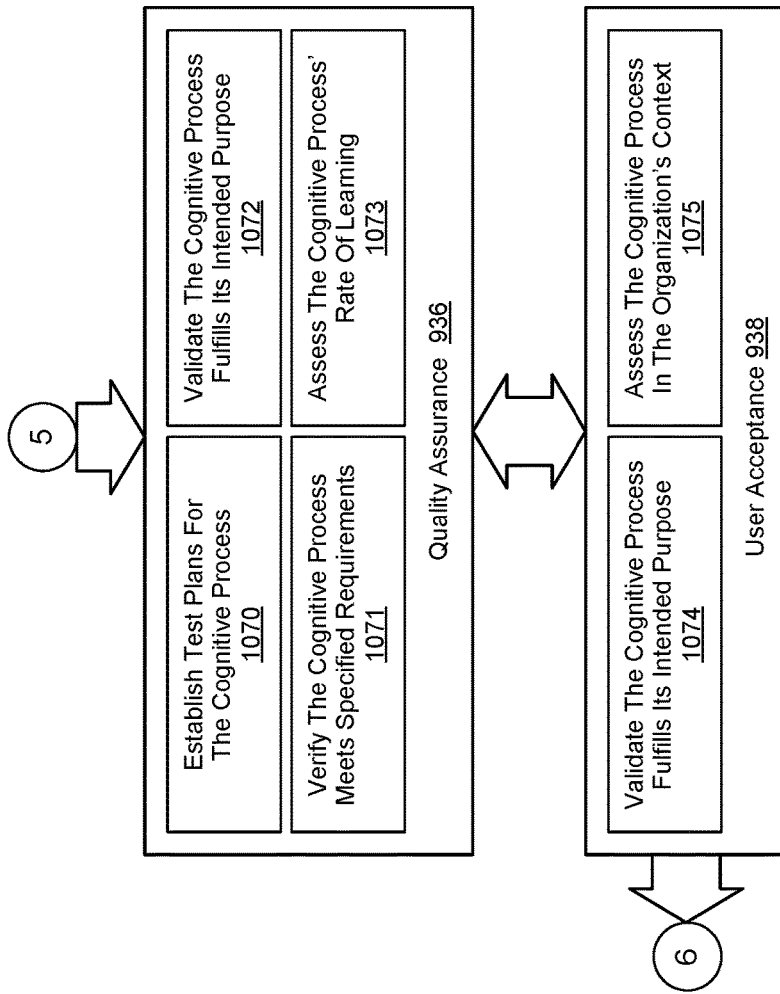 5
Establish Test Plans For
The Cognitive Process
1070
Validate The Cognitive Process
Fulfills Its Intended Purpose
1072
Verify The Cognitive Process
Meets Specified Requirements
1071
Assess The Cognitive Process'
Rate Of Learning
1073
Quality Assurance 936
Validate The Cognitive Process
Fulfills Its Intended Purpose
1074
Assess The Cognitive Process
In The Organization's Context
1075
User Acceptance 938
6